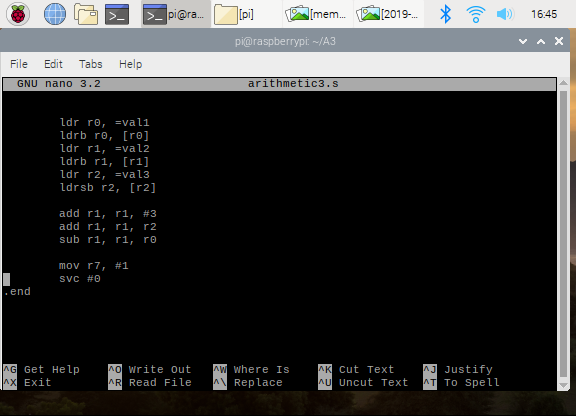 pi@ra... [pi] [mem... [2019-... 16:45
pi@raspberrypi: ~/A3
File Edit Tabs Help
GNU nano 3.2 arithmetic3.s
ldr r0, =val1
ldrb r0, [r0]
ldr r1, =val2
ldrb r1, [r1]
ldr r2, =val3
ldrsb r2, [r2]
add r1, r1, #3
add r1, r1, r2
sub r1, r1, r0
mov r7, #1
svc #0
.end
^G Get Help ^O Write Out ^W Where Is ^K Cut Text ^J Justify
^X Exit ^R Read File ^\ Replace ^U Uncut Text ^T To Spell